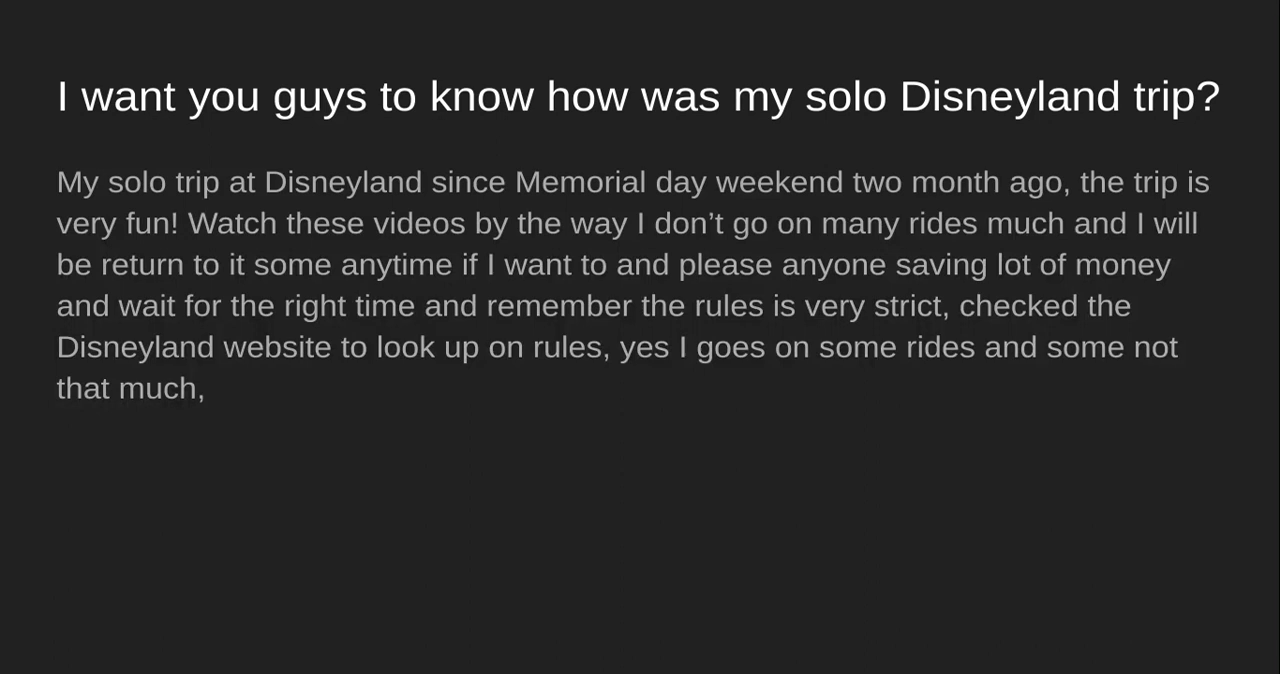 I want you guys to know how was my solo Disneyland trip?
My solo trip at Disneyland since Memorial day weekend two month ago, the trip is
very fun! Watch these videos by the way I don’t go on many rides much and I will
be return to it some anytime if I want to and please anyone saving lot of money
and wait for the right time and remember the rules is very strict, checked the
Disneyland website to look up on rules, yes I goes on some rides and some not
that much,